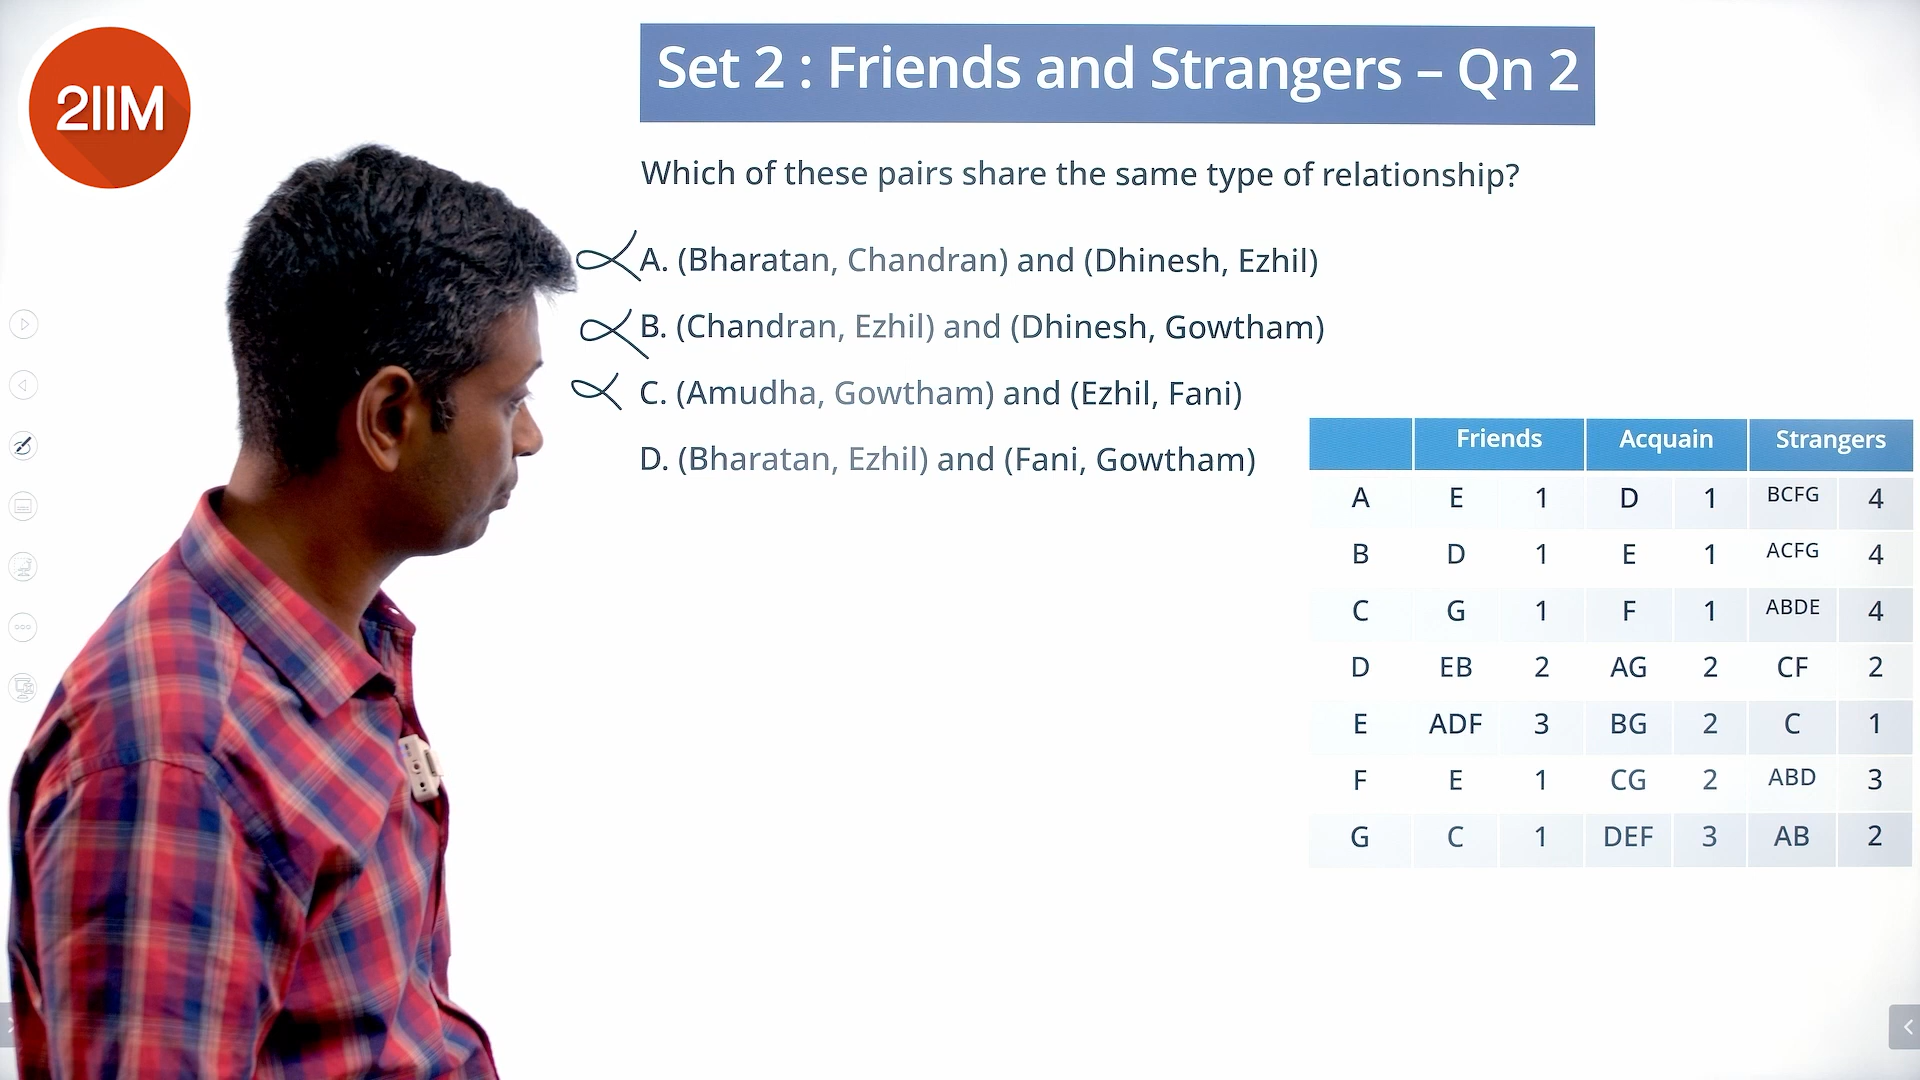 2IIM
Set 2 : Friends and Strangers – Qn 2
Which of these pairs share the same type of relationship?
A. (Bharatan, Chandran) and (Dhinesh, Ezhil)
B. (Chandran, Ezhil) and (Dhinesh, Gowtham)
C. (Amudha, Gowtham) and (Ezhil, Fani)
D. (Bharatan, Ezhil) and (Fani, Gowtham)
Friends Acquain Strangers
A E 1 D 1 BCFG 4
B D 1 E 1 ACFG 4
C G 1 F 1 ABDE 4
D EB 2 AG 2 CF 2
E ADF 3 BG 2 C 1
F E 1 CG 2 ABD 3
G C 1 DEF 3 AB 2